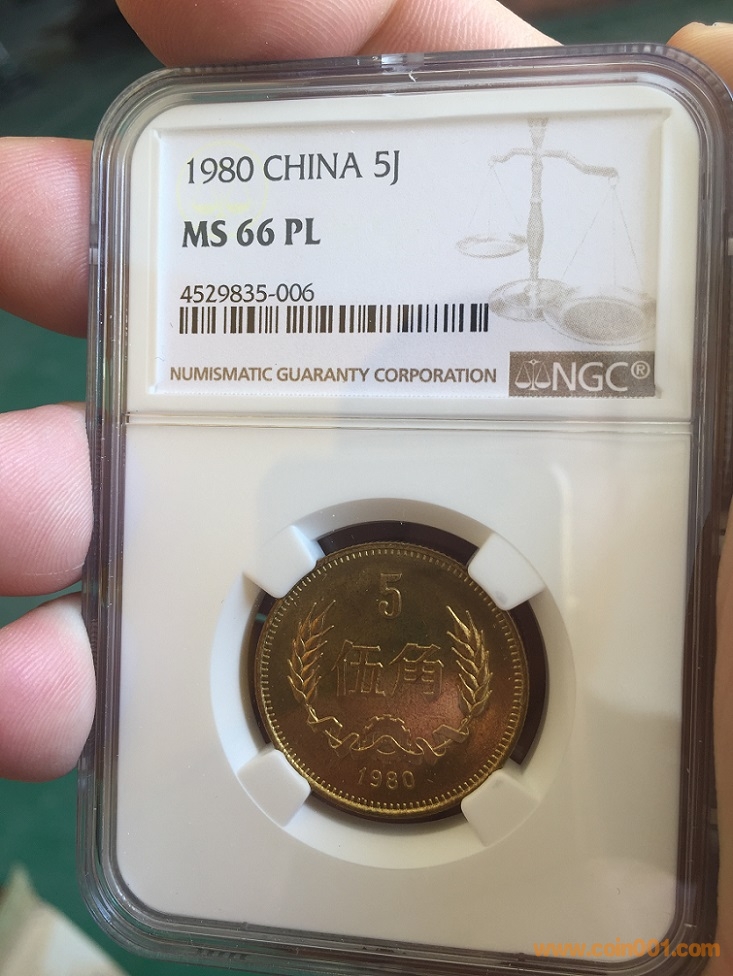 1980 CHINA 5J
MS 66 PL
4529835-006
NUMISMATIC GUARANTY CORPORATION
NGC®
5
伍角
1980
www.coin001.com